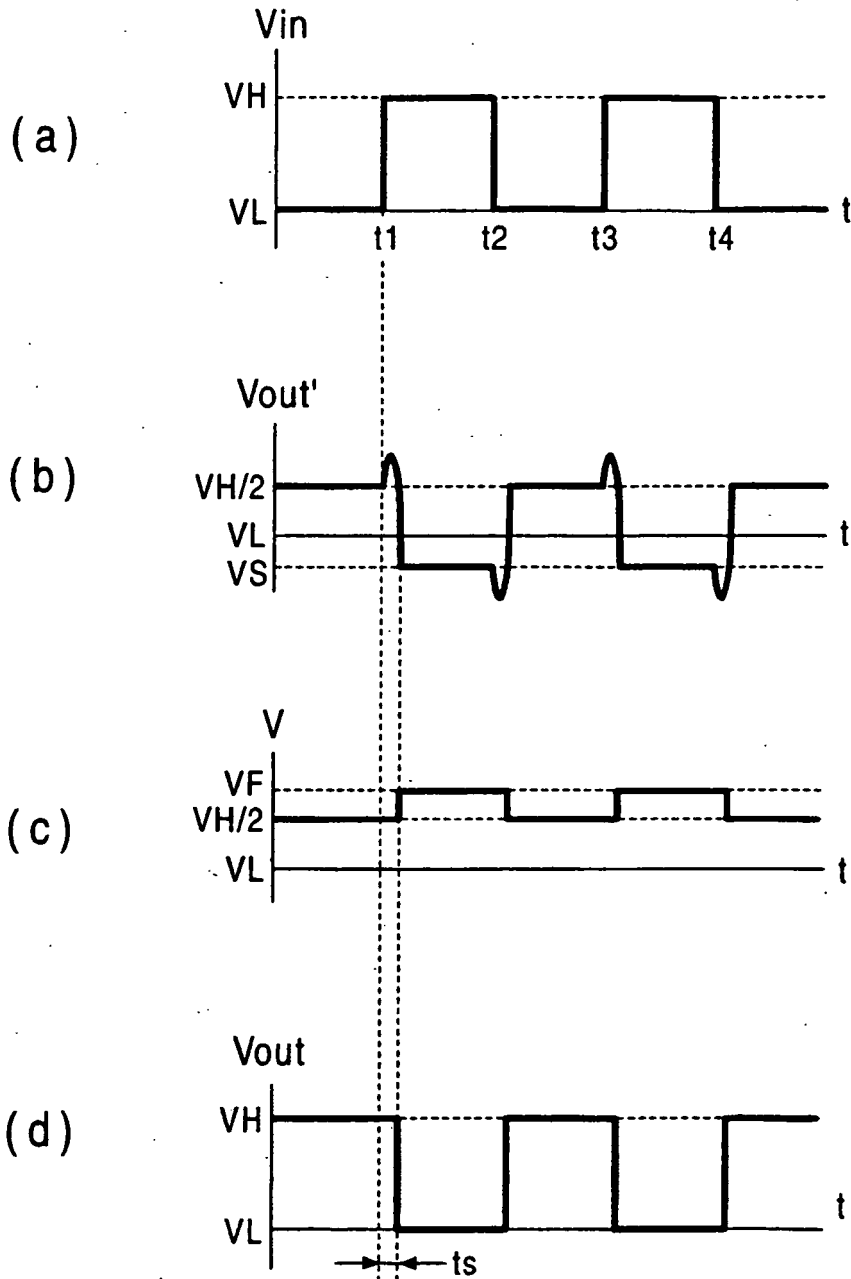 Vin
VH
(a)
VL
t
t1 t2 t3 t4
Vout'
(b)
VH/2
VL
t
VS
V
VF
(c)
VH/2
VL
t
Vout
(d)
VH
t
VL
ts